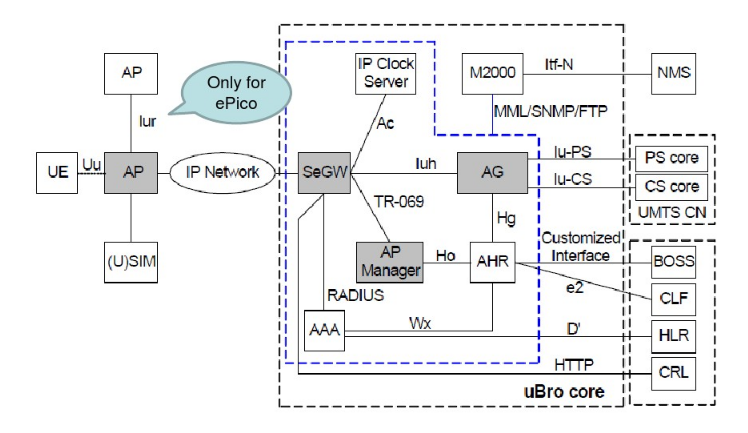 AP
Only for
ePico
IP Clock
Server
M2000
Itf-N
NMS
Iur
Ac
MML/SNMP/FTP
UE
Uu
AP
IP Network
SeGW
Iuh
AG
Iu-PS
PS core
Iu-CS
CS core
UMTS CN
TR-069
Hg
(U)SIM
AP
Manager
Ho
AHR
Customized
Interface
BOSS
e2
CLF
RADIUS
AAA
Wx
D'
HLR
HTTP
CRL
uBro core